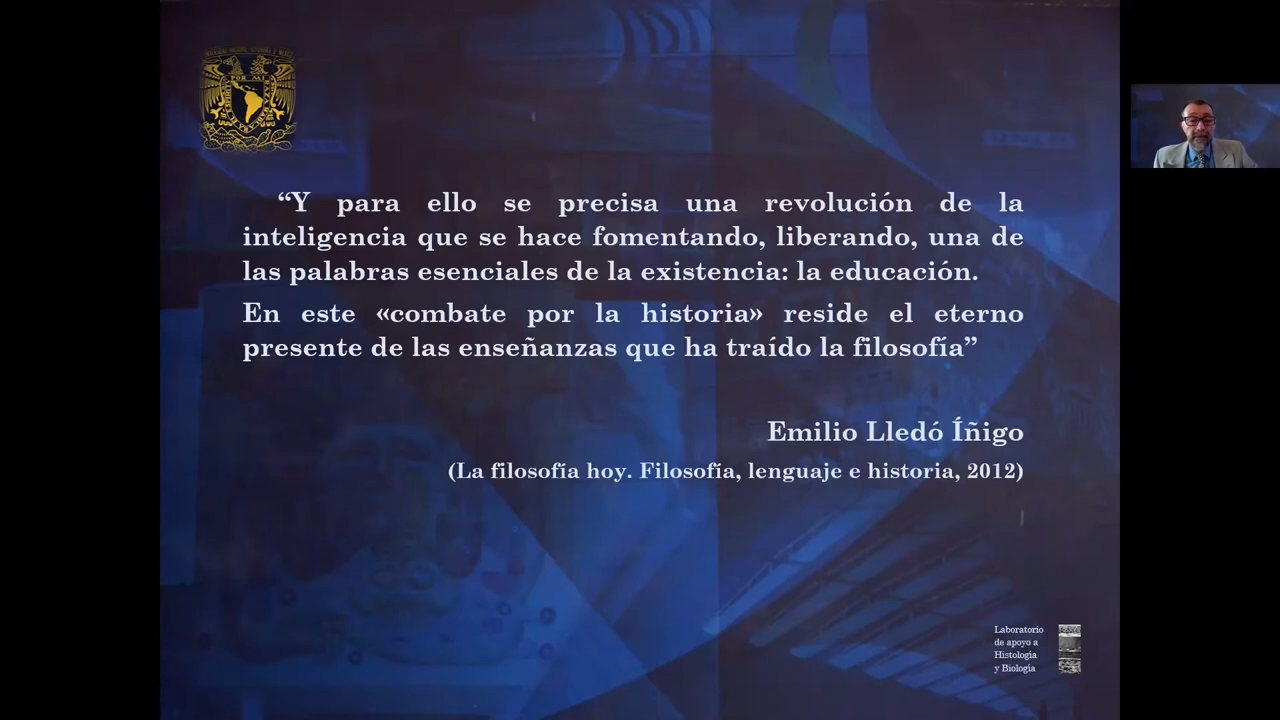 POR MI RAZA
“Y para ello se precisa una revolución de la
inteligencia que se hace fomentando, liberando, una de
las palabras esenciales de la existencia: la educación.
En este «combate por la historia» reside el eterno
presente de las enseñanzas que ha traído la filosofía”
Emilio Lledó Íñigo
(La filosofía hoy. Filosofía, lenguaje e historia, 2012)
Laboratorio
de apoyo a
Histología
y Biología